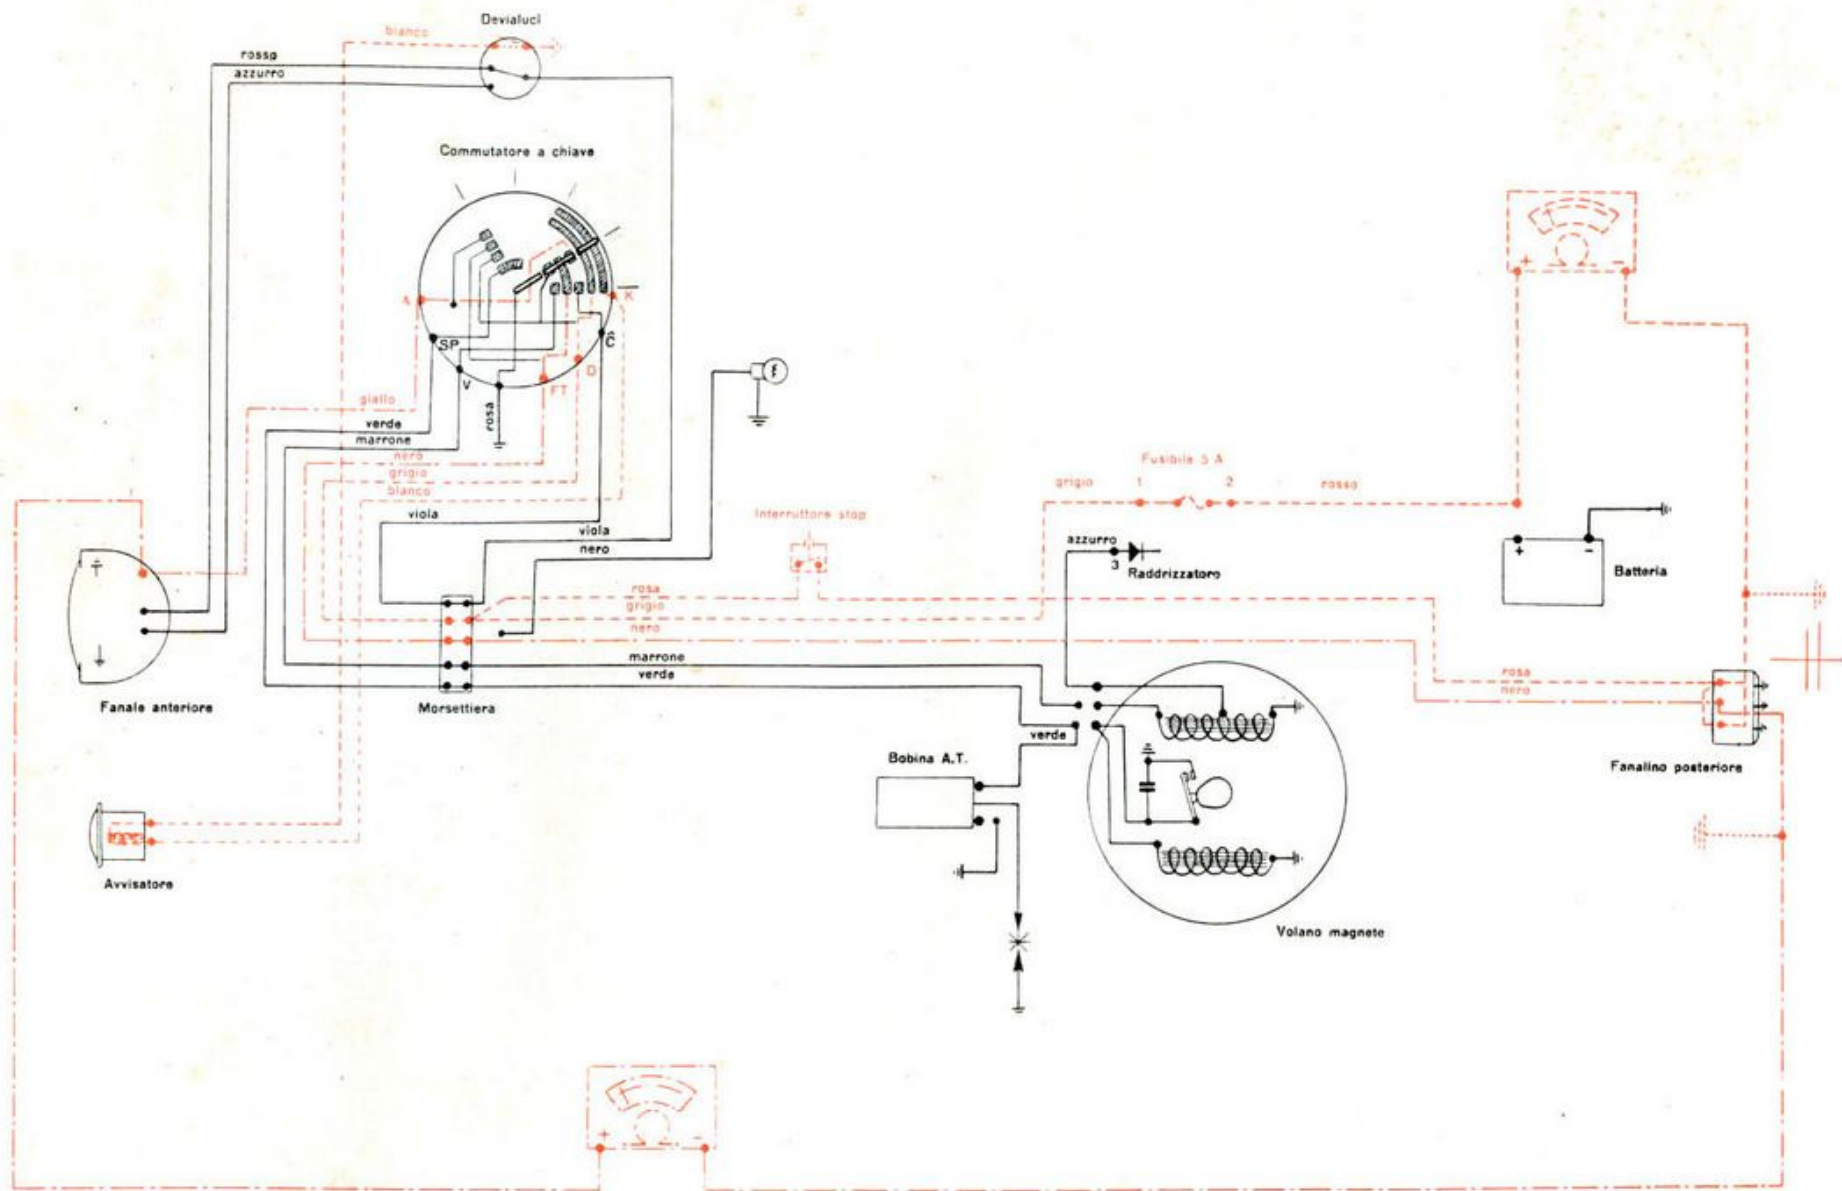 Devialuci
bianco
rosso
azzurro
Commutatore a chiave
A
K
SP
C
V
FT
D
giallo
verde
marrone
rosa
nero
grigio
bianco
viola
viola
nero
Interruttore stop
grigio
1
Fusibile 5 A
2
rosso
+
-
azzurro
3
Raddrizzatore
+
-
Batteria
rosa
grigio
nero
marrone
verde
Fanale anteriore
Morsettiera
rosa
nero
verde
Bobina A.T.
Fanalino posteriore
Avvisatore
Volano magnete
+
-